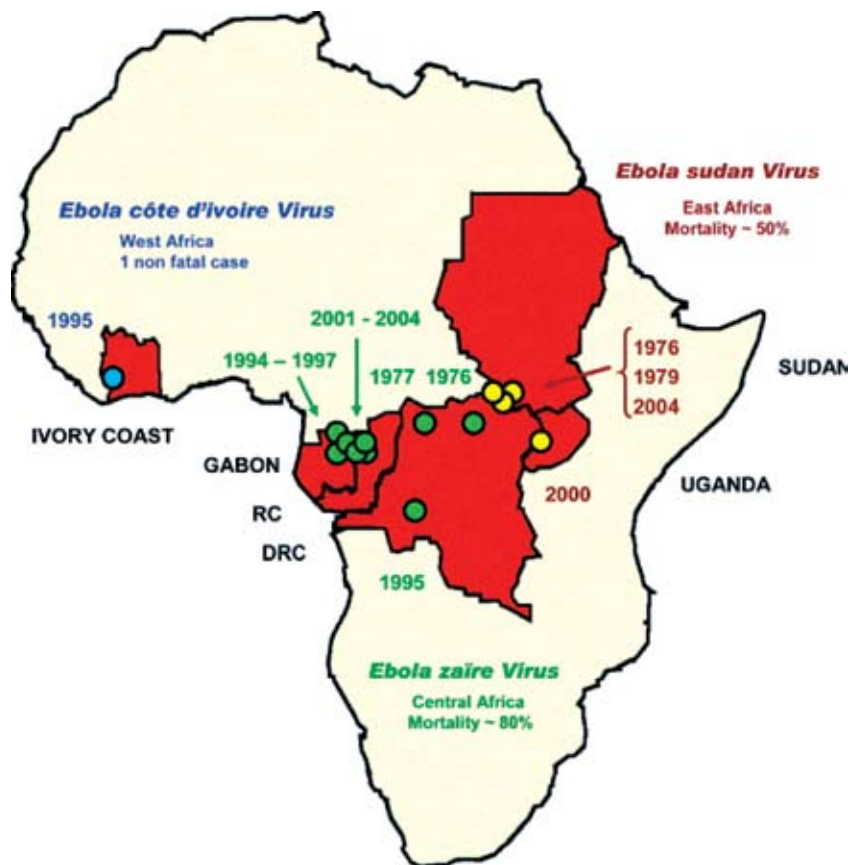 Ebola sudan Virus
East Africa
Mortality ~ 50%
Ebola côte d'ivoire Virus
West Africa
1 non fatal case
1995
2001 - 2004
1994 – 1997
1977
1976
1976
1979
2004
SUDAN
IVORY COAST
GABON
UGANDA
2000
RC
DRC
1995
Ebola zaïre Virus
Central Africa
Mortality ~ 80%